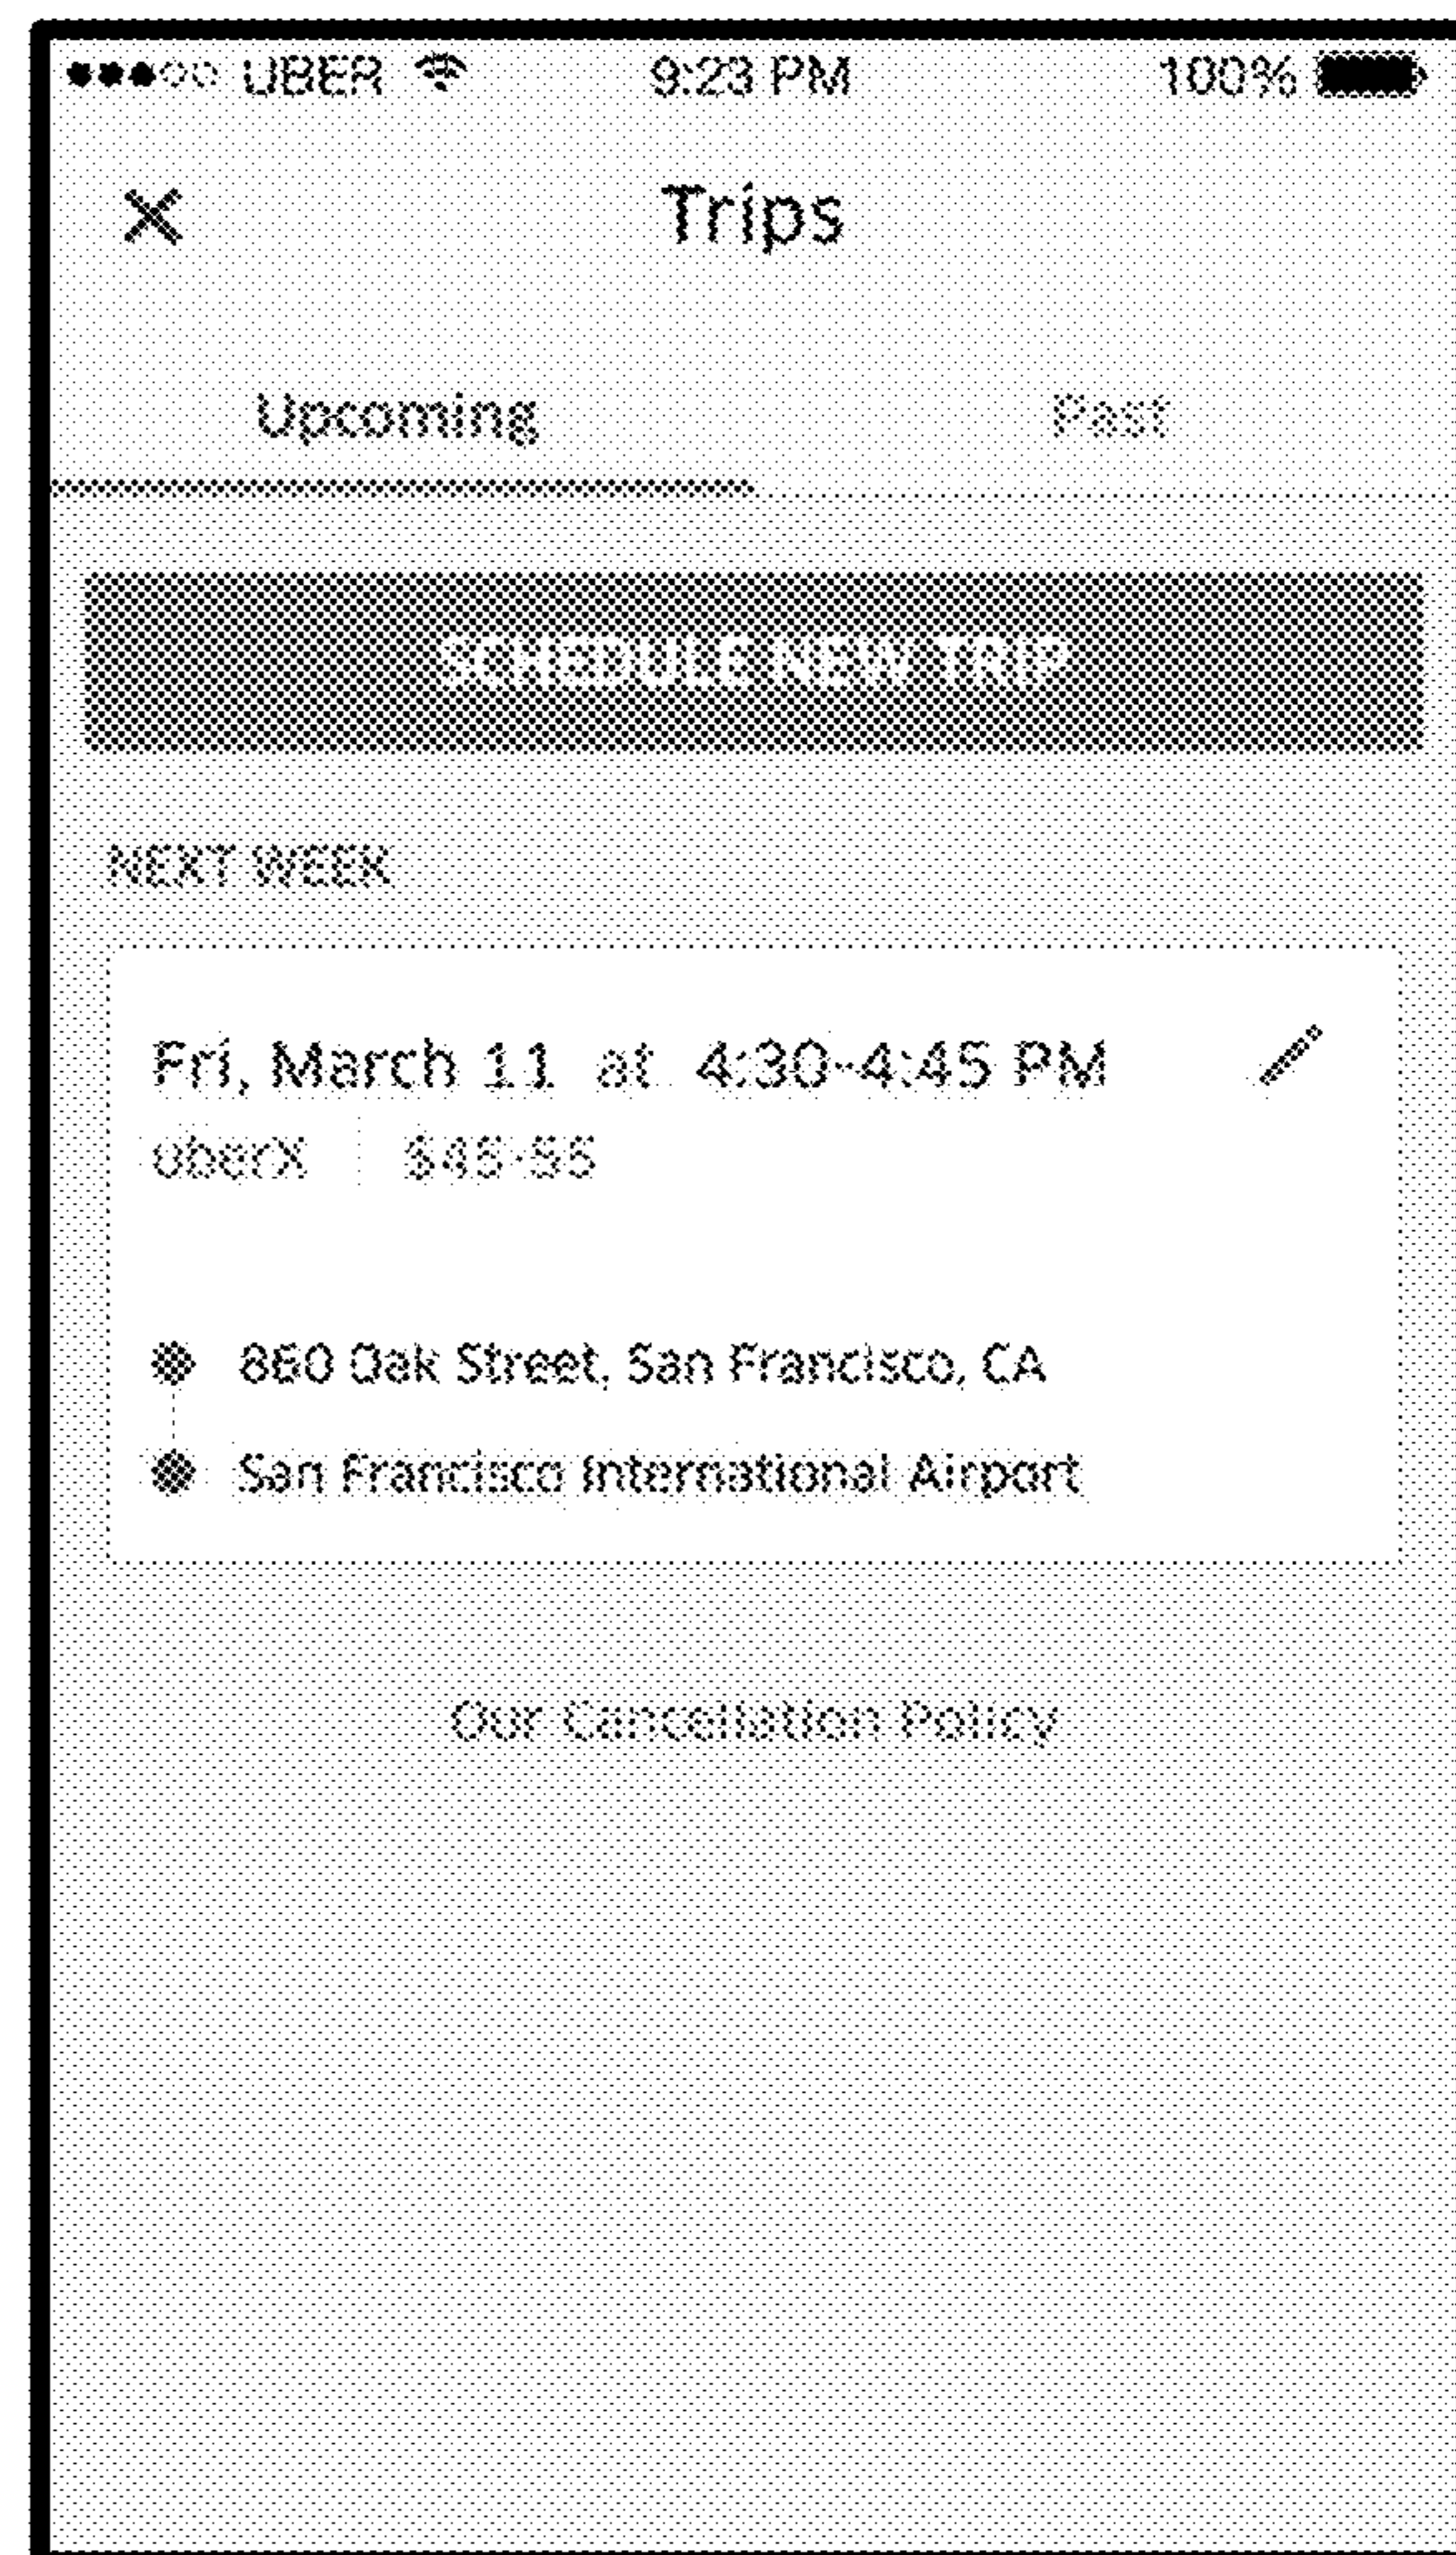 UBER 9:23 PM 100%
Trips
Upcoming Past
SCHEDULE NEW TRIP
NEXT WEEK
Fri, March 11 at 4:30-4:45 PM
uberX $45-55
860 Oak Street, San Francisco, CA
San Francisco International Airport
Our Cancellation Policy